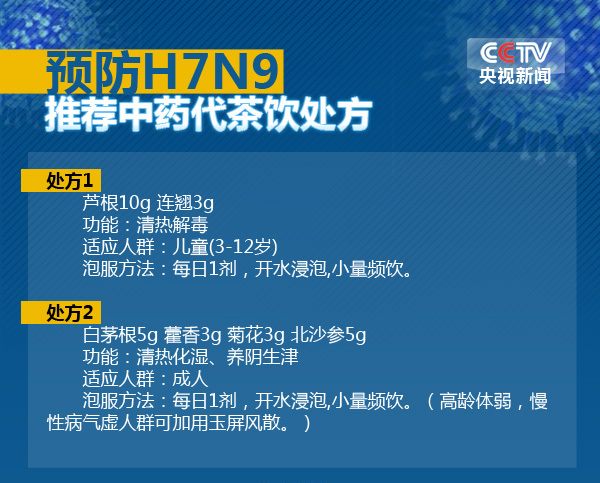 预防H7N9
CCTV
央视新闻
推荐中药代茶饮处方
处方1
芦根10g 连翘3g
功能：清热解毒
适应人群：儿童(3-12岁)
泡服方法：每日1剂，开水浸泡,小量频饮。
处方2
白茅根5g 藿香3g 菊花3g 北沙参5g
功能：清热化湿、养阴生津
适应人群：成人
泡服方法：每日1剂，开水浸泡,小量频饮。（高龄体弱，慢
性病气虚人群可加用玉屏风散。）